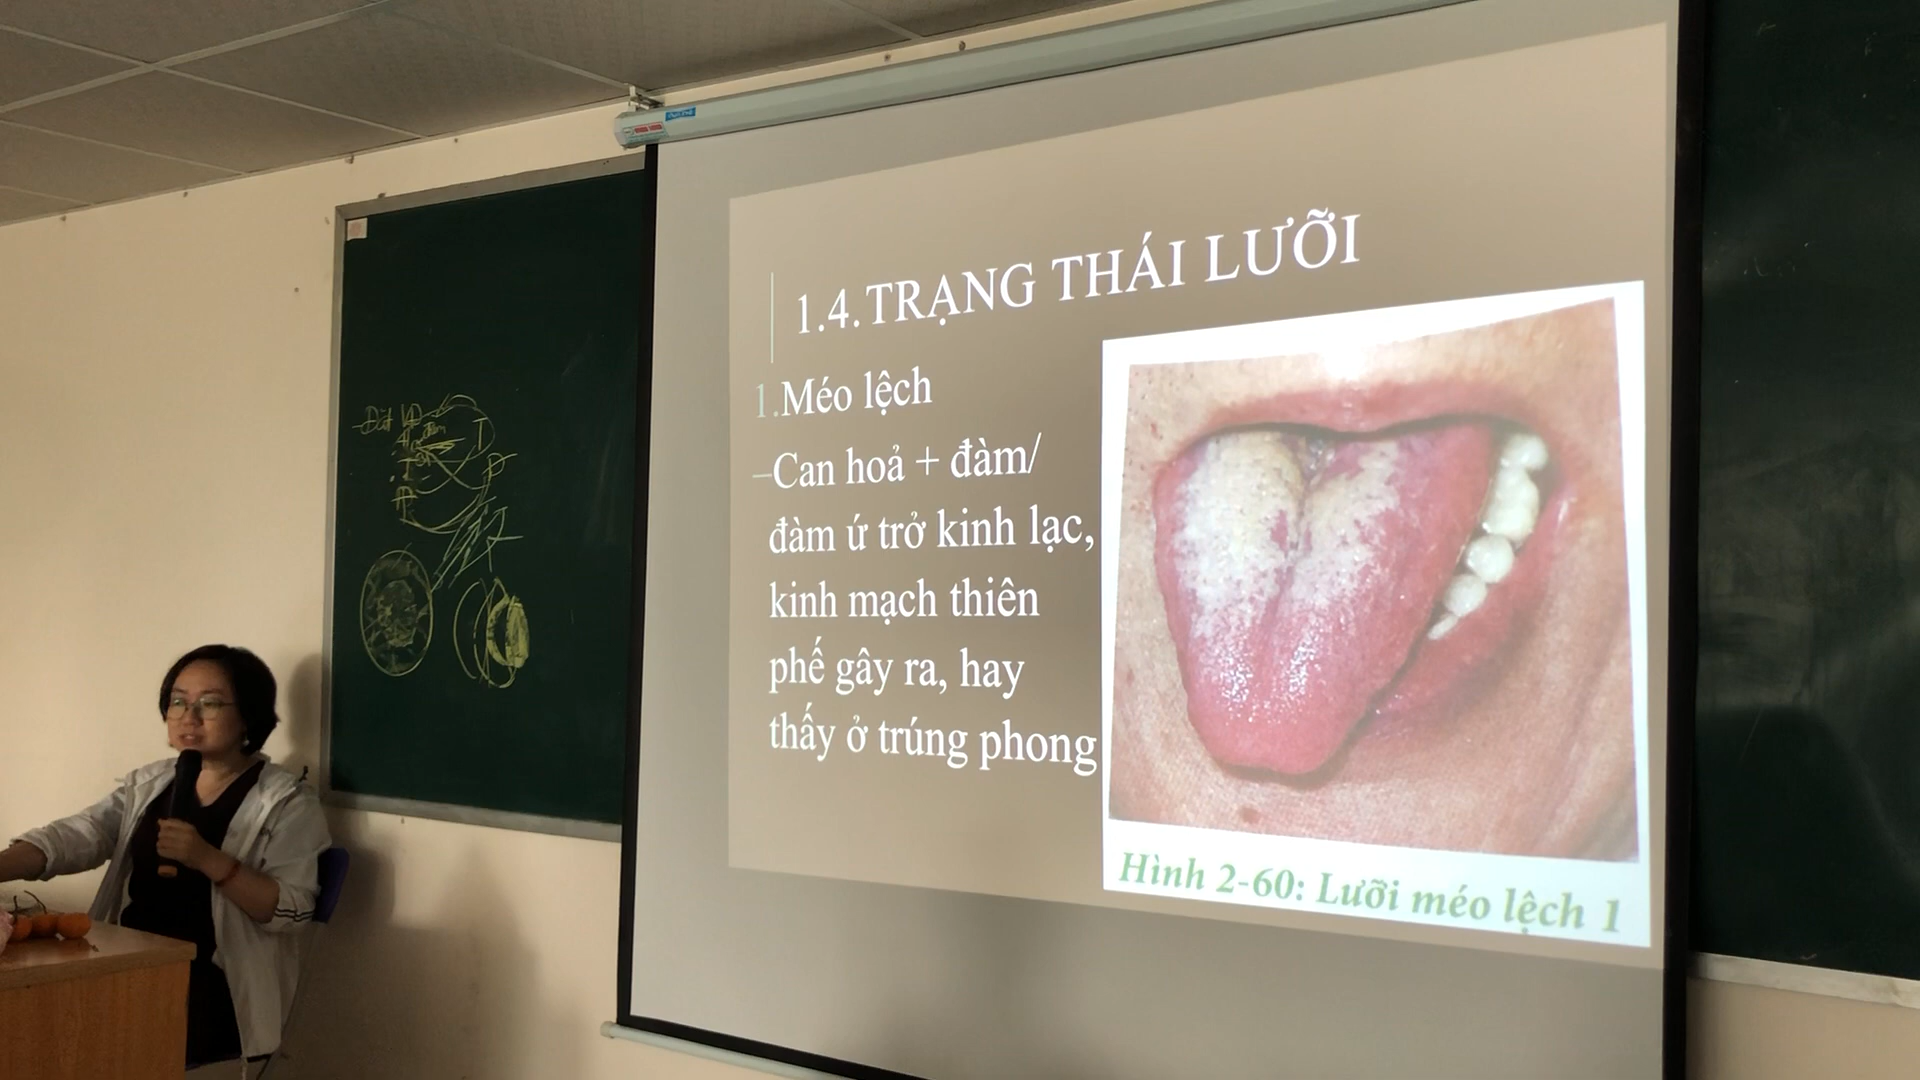 1.4. TRẠNG THÁI LƯỠI
1. Méo lệch
–Can hoả + đàm/
đàm ứ trở kinh lạc,
kinh mạch thiên
phế gây ra, hay
thấy ở trúng phong
Hình 2-60: Lưỡi méo lệch 1